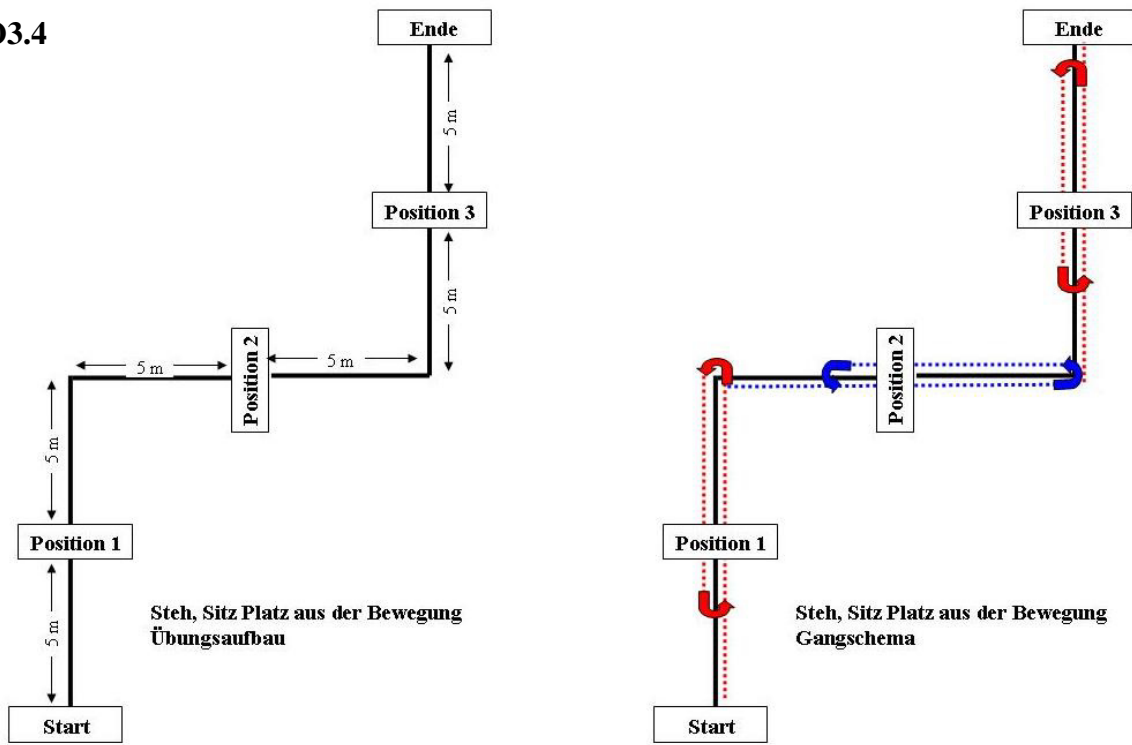 O3.4
Ende
5 m
Position 3
5 m
5 m
Position 2
5 m
5 m
Position 1
5 m
Steh, Sitz Platz aus der Bewegung
Übungsaufbau
Start
Ende
Position 3
Position 2
Position 1
Steh, Sitz Platz aus der Bewegung
Gangschema
Start